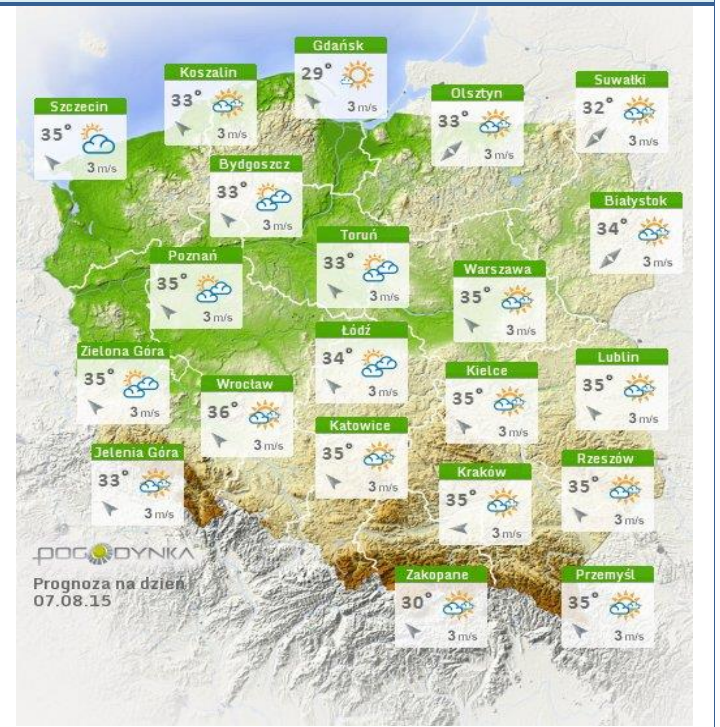 Gdańsk
29°
3 m/s
Koszalin
33°
3 m/s
Szczecin
35°
3 m/s
Olsztyn
33°
3 m/s
Suwałki
32°
3 m/s
Bydgoszcz
33°
3 m/s
Białystok
34°
3 m/s
Toruń
33°
3 m/s
Poznań
35°
3 m/s
Warszawa
35°
3 m/s
Łódź
34°
3 m/s
Zielona Góra
35°
3 m/s
Wrocław
36°
3 m/s
Kielce
35°
3 m/s
Lublin
35°
3 m/s
Katowice
35°
3 m/s
Jelenia Góra
33°
3 m/s
Kraków
35°
3 m/s
Rzeszów
35°
3 m/s
POGODYNKA
Prognoza na dzień
07.08.15
Zakopane
30°
3 m/s
Przemyśl
35°
3 m/s